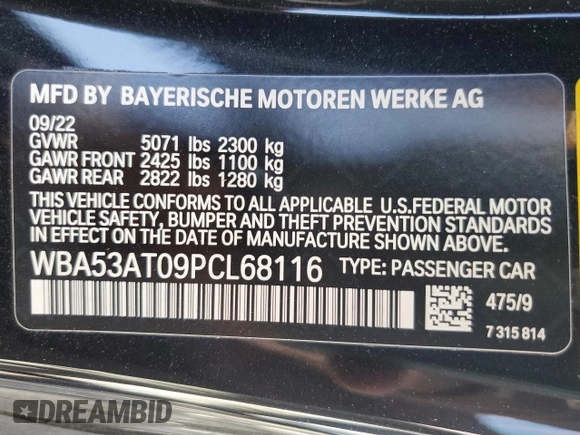 MFD BY BAYERISCHE MOTOREN WERKE AG
09/22
GVWR 5071 lbs 2300 kg
GAWR FRONT 2425 lbs 1100 kg
GAWR REAR 2822 lbs 1280 kg
THIS VEHICLE CONFORMS TO ALL APPLICABLE U.S.FEDERAL MOTOR
VEHICLE SAFETY, BUMPER AND THEFT PREVENTION STANDARDS
IN EFFECT ON THE DATE OF MANUFACTURE SHOWN ABOVE.
WBA53AT09PCL68116 TYPE: PASSENGER CAR
475/9
7 315 814
DREAMBID